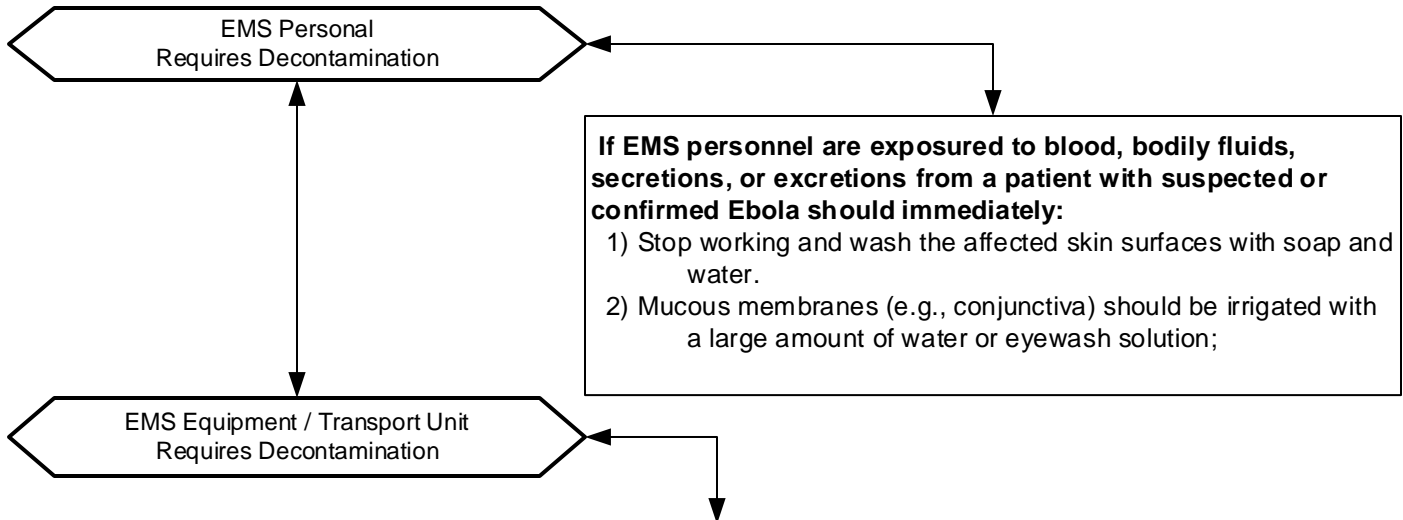 EMS Personal
Requires Decontamination
If EMS personnel are exposured to blood, bodily fluids,
secretions, or excretions from a patient with suspected or
confirmed Ebola should immediately:
1) Stop working and wash the affected skin surfaces with soap and
water.
2) Mucous membranes (e.g., conjunctiva) should be irrigated with
a large amount of water or eyewash solution;
EMS Equipment / Transport Unit
Requires Decontamination